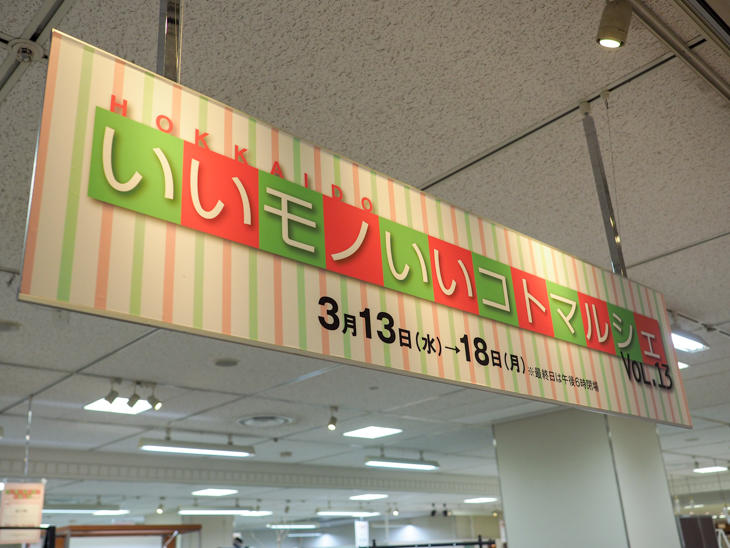 HOKKAIDO
いいモノいいコトマルシェ
VOL.13
3月13日(水)→18日(月) ※最終日は午後6時閉場